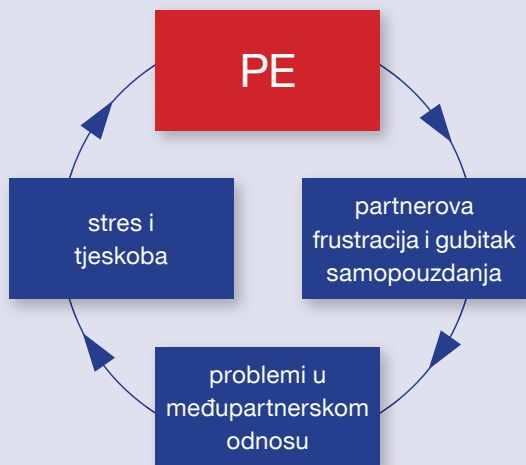 PE
partnerova
frustracija i gubitak
samopouzdanja
problemi u
međupartnerskom
odnosu
stres i
tjeskoba